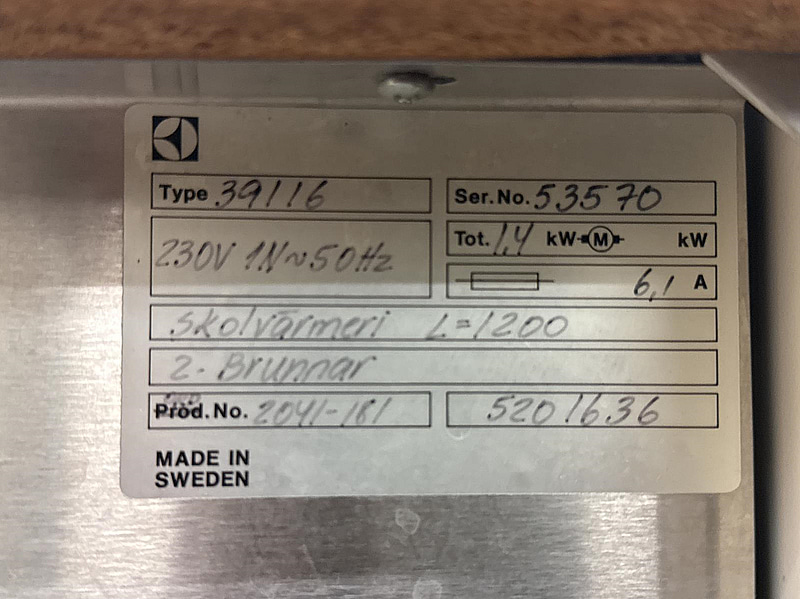 Type 39116
Ser.No. 53570
230V 1N~50Hz
Tot. 1,4 kW M kW
6,1 A
Skolvärmeri L=1200
2. Brunnar
Prod.No. 2041-181
5201636
MADE IN
SWEDEN